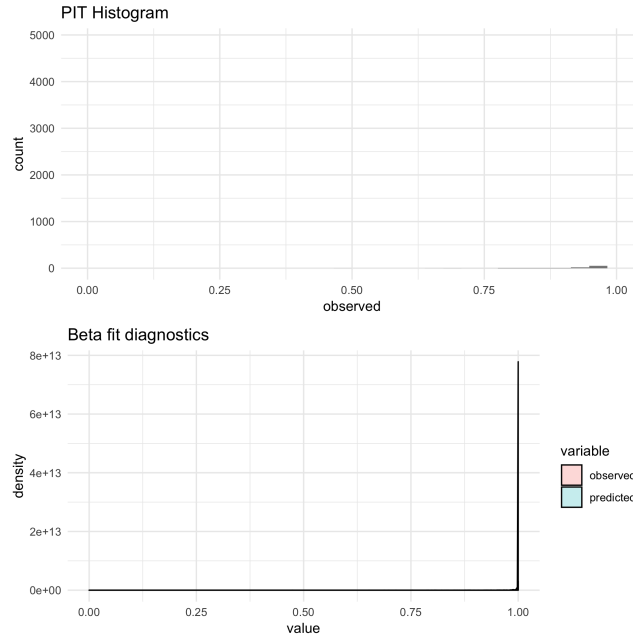 PIT Histogram
5000
4000
3000
2000
1000
0
count
0.00 0.25 0.50 0.75 1.00
observed
Beta fit diagnostics
8e+13
6e+13
4e+13
2e+13
0e+00
density
0.00 0.25 0.50 0.75 1.00
value
variable
observed
predicted